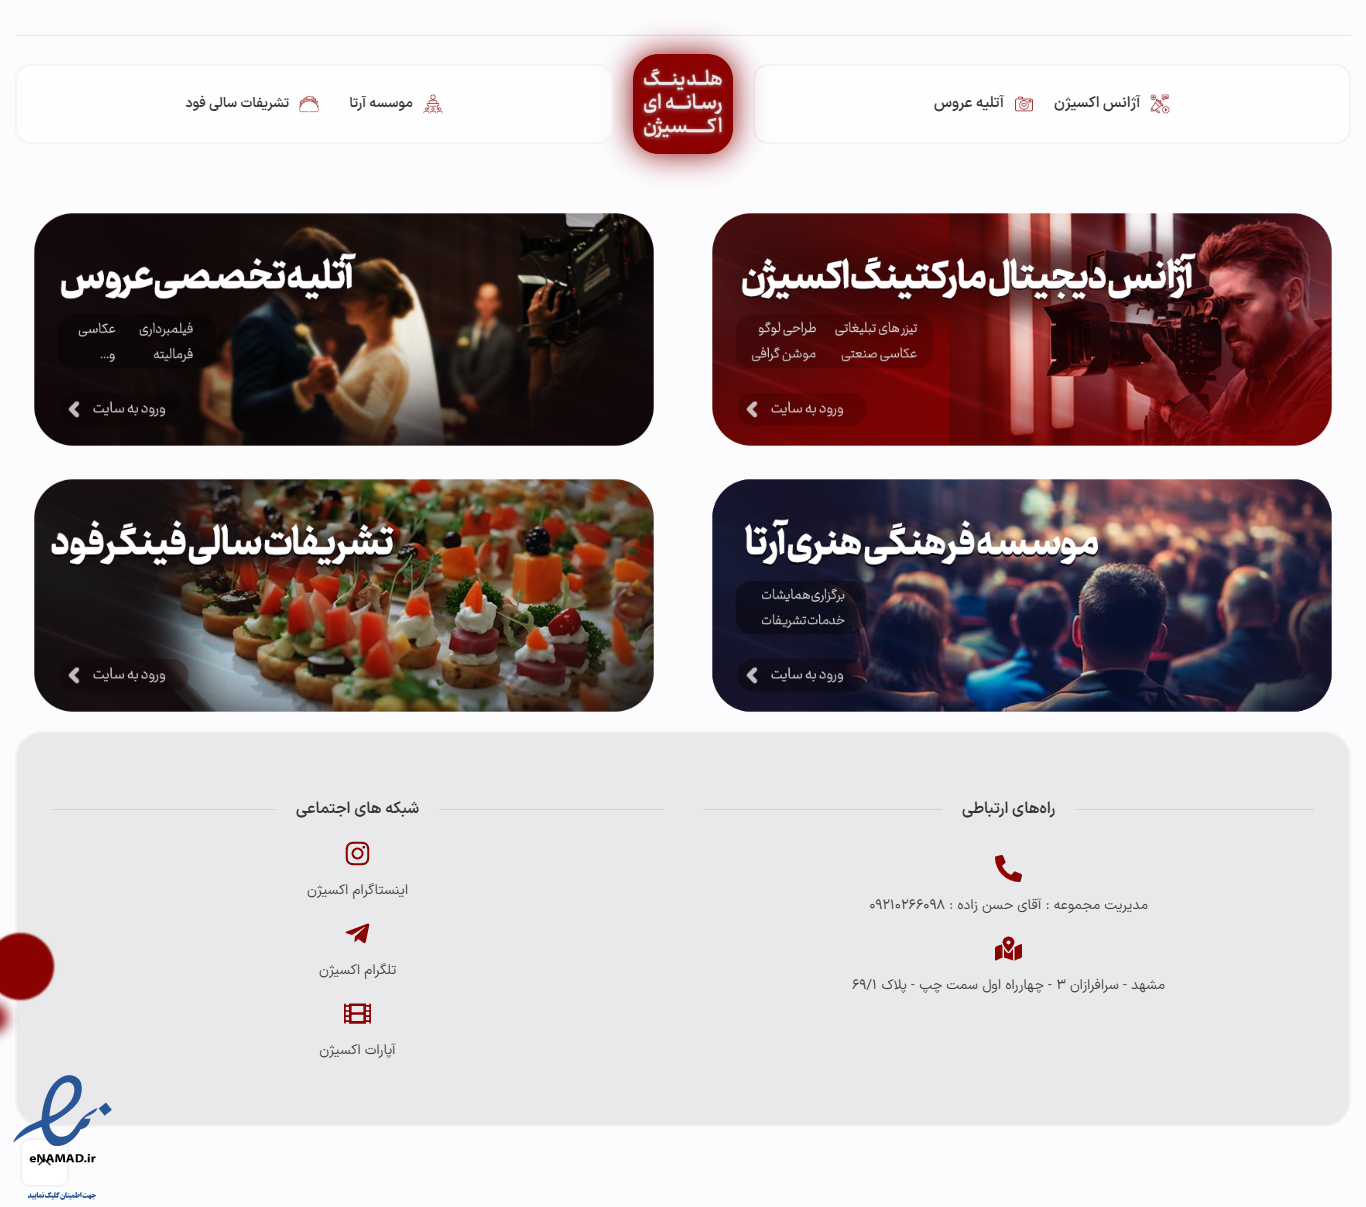 آژانس اکسیژن
آتلیه عروس
هلدینگ
رسانه ای
اکسیژن
موسسه آرتا
تشریفات سالی فود
آژانس دیجیتال مارکتینگ اکسیژن
تیزر های تبلیغاتی
طراحی لوگو
عکاسی صنعتی
موشن گرافی
ورود به سایت
آتلیه تخصصی عروس
فیلمبرداری
عکاسی
فرمالیته
و...
ورود به سایت
موسسه فرهنگی هنری آرتا
برگزاری همایشات
خدمات تشریفات
ورود به سایت
تشریفات سالی فینگر فود
ورود به سایت
راه‌های ارتباطی
مدیریت مجموعه : آقای حسن زاده : ۰۹۲۱۰۲۶۶۰۹۸
مشهد - سرافرازان ۳ - چهارراه اول سمت چپ - پلاک ۶۹/۱
شبکه های اجتماعی
اینستاگرام اکسیژن
تلگرام اکسیژن
آپارات اکسیژن
eNAMAD.ir
جهت اطمینان کلیک نمایید